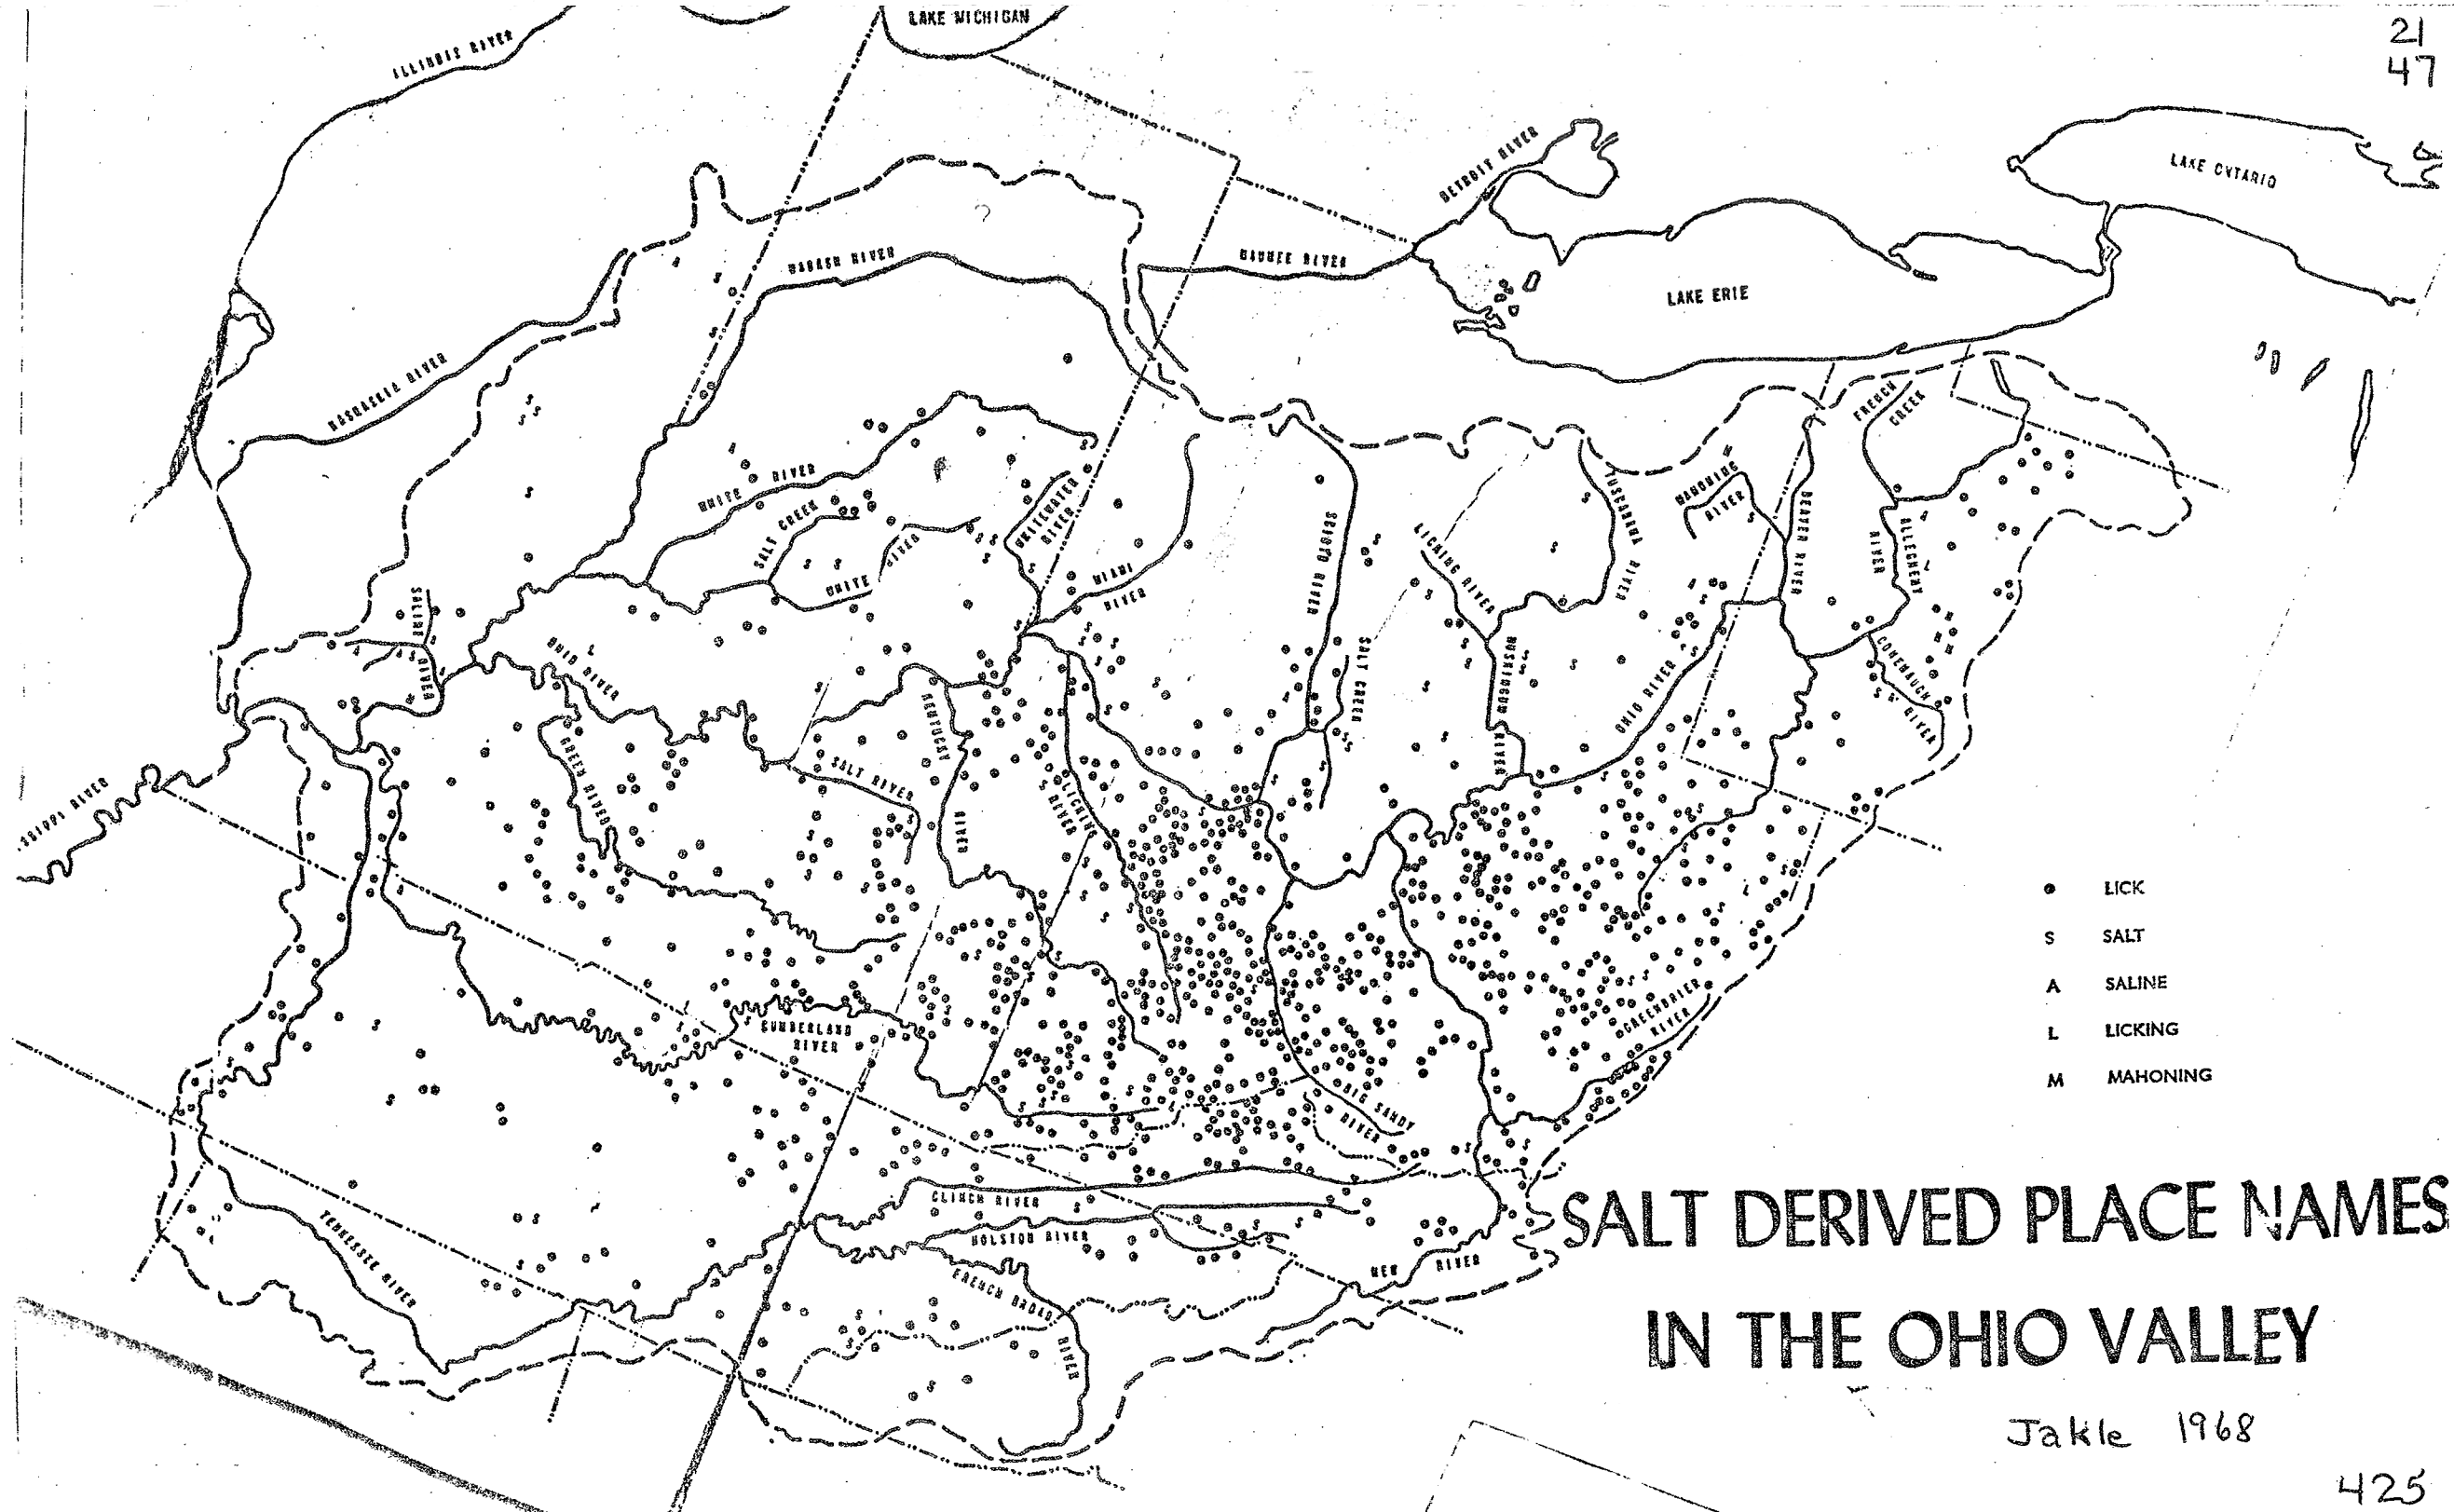 LAKE MICHIGAN
21
47
ILLINOIS RIVER
DETROIT RIVER
LAKE ONTARIO
WABASH RIVER
MAUMEE RIVER
LAKE ERIE
KASKASKIA RIVER
FRENCH
CREEK
WHITE RIVER
SALT CREEK
WHITE RIVER
WHITEWATER
RIVER
MIAMI
RIVER
SCIOTO RIVER
SALT CREEK
LICKING RIVER
TUSCARAWA RIVER
MAHONING
RIVER
BEAVER RIVER
ALLEGHENY
RIVER
CONEMAUGH
RIVER
SALINE
RIVER
OHIO RIVER
GREEN RIVER
SALT RIVER
KENTUCKY
RIVER
LICKING
RIVER
MUSKINGUM
RIVER
OHIO RIVER
SSIPPI RIVER
CUMBERLAND
RIVER
GREENBRIER
RIVER
BIG SANDY
RIVER
CLINCH RIVER
HOLSTON RIVER
TENNESSEE RIVER
FRENCH BROAD
RIVER
NEW RIVER
● LICK
S SALT
A SALINE
L LICKING
M MAHONING
SALT DERIVED PLACE NAMES
IN THE OHIO VALLEY
Jakle 1968
425